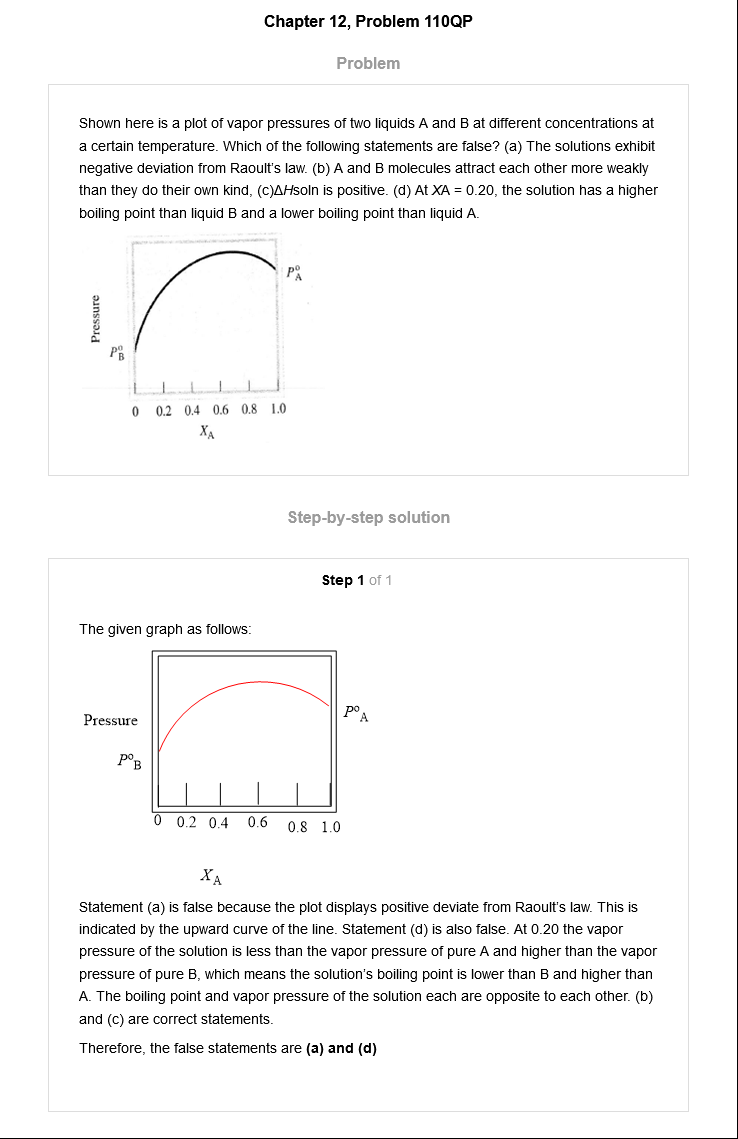 Chapter 12, Problem 110QP
Problem
Shown here is a plot of vapor pressures of two liquids A and B at different concentrations at
a certain temperature. Which of the following statements are false? (a) The solutions exhibit
negative deviation from Raoult's law. (b) A and B molecules attract each other more weakly
than they do their own kind, (c)ΔHsoln is positive. (d) At XA = 0.20, the solution has a higher
boiling point than liquid B and a lower boiling point than liquid A.
P°A
Pressure
P°B
0 0.2 0.4 0.6 0.8 1.0
XA
Step-by-step solution
Step 1 of 1
The given graph as follows:
P°A
Pressure
P°B
0 0.2 0.4 0.6 0.8 1.0
XA
Statement (a) is false because the plot displays positive deviate from Raoult's law. This is
indicated by the upward curve of the line. Statement (d) is also false. At 0.20 the vapor
pressure of the solution is less than the vapor pressure of pure A and higher than the vapor
pressure of pure B, which means the solution's boiling point is lower than B and higher than
A. The boiling point and vapor pressure of the solution each are opposite to each other. (b)
and (c) are correct statements.
Therefore, the false statements are (a) and (d)